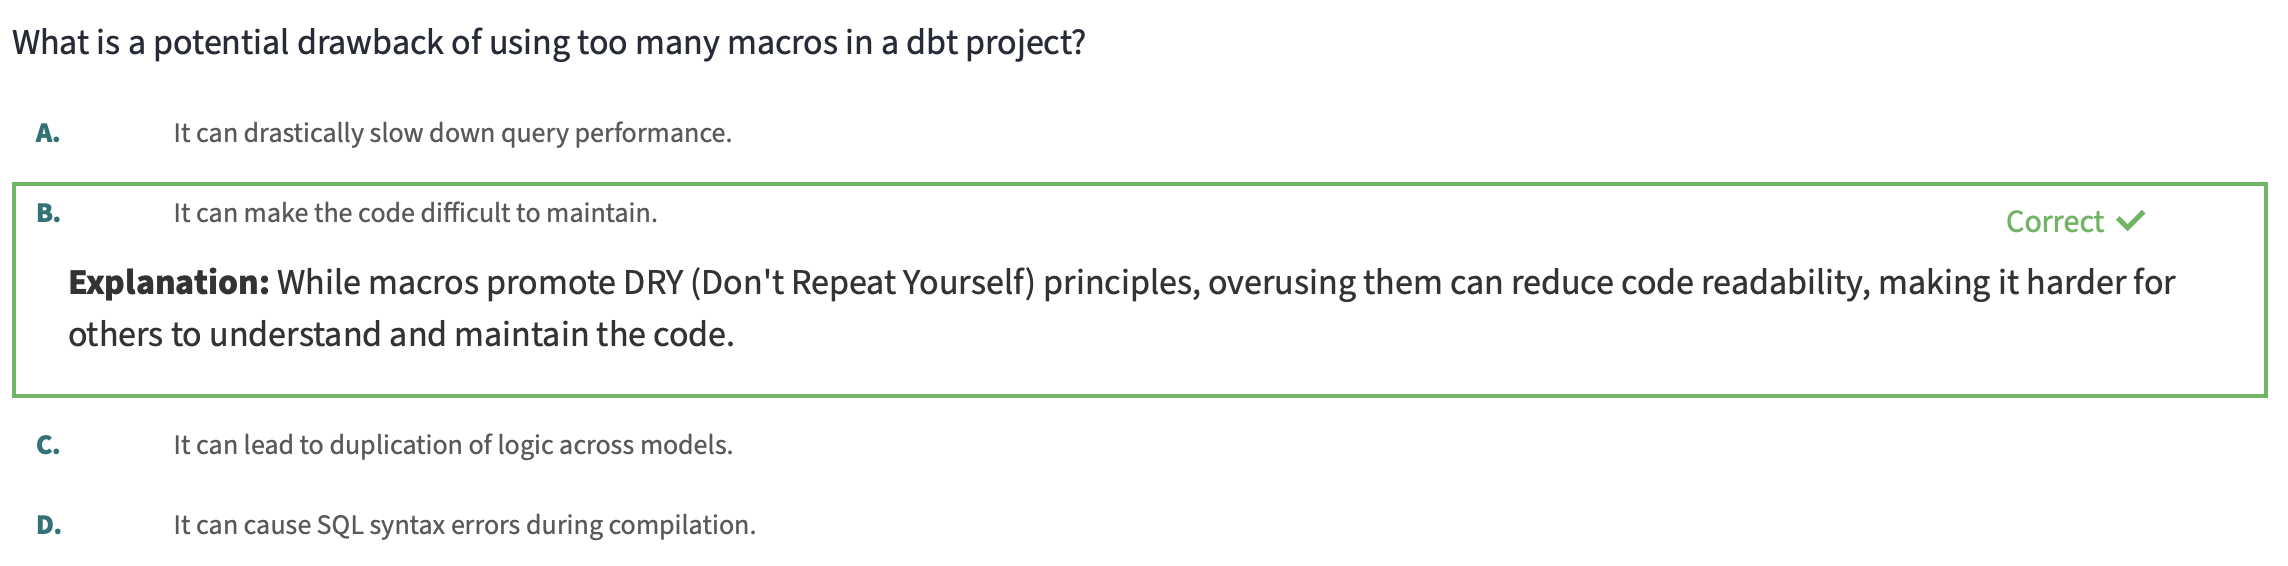 What is a potential drawback of using too many macros in a dbt project?
A. It can drastically slow down query performance.
B. It can make the code difficult to maintain.
Correct ✓
Explanation: While macros promote DRY (Don't Repeat Yourself) principles, overusing them can reduce code readability, making it harder for
others to understand and maintain the code.
C. It can lead to duplication of logic across models.
D. It can cause SQL syntax errors during compilation.